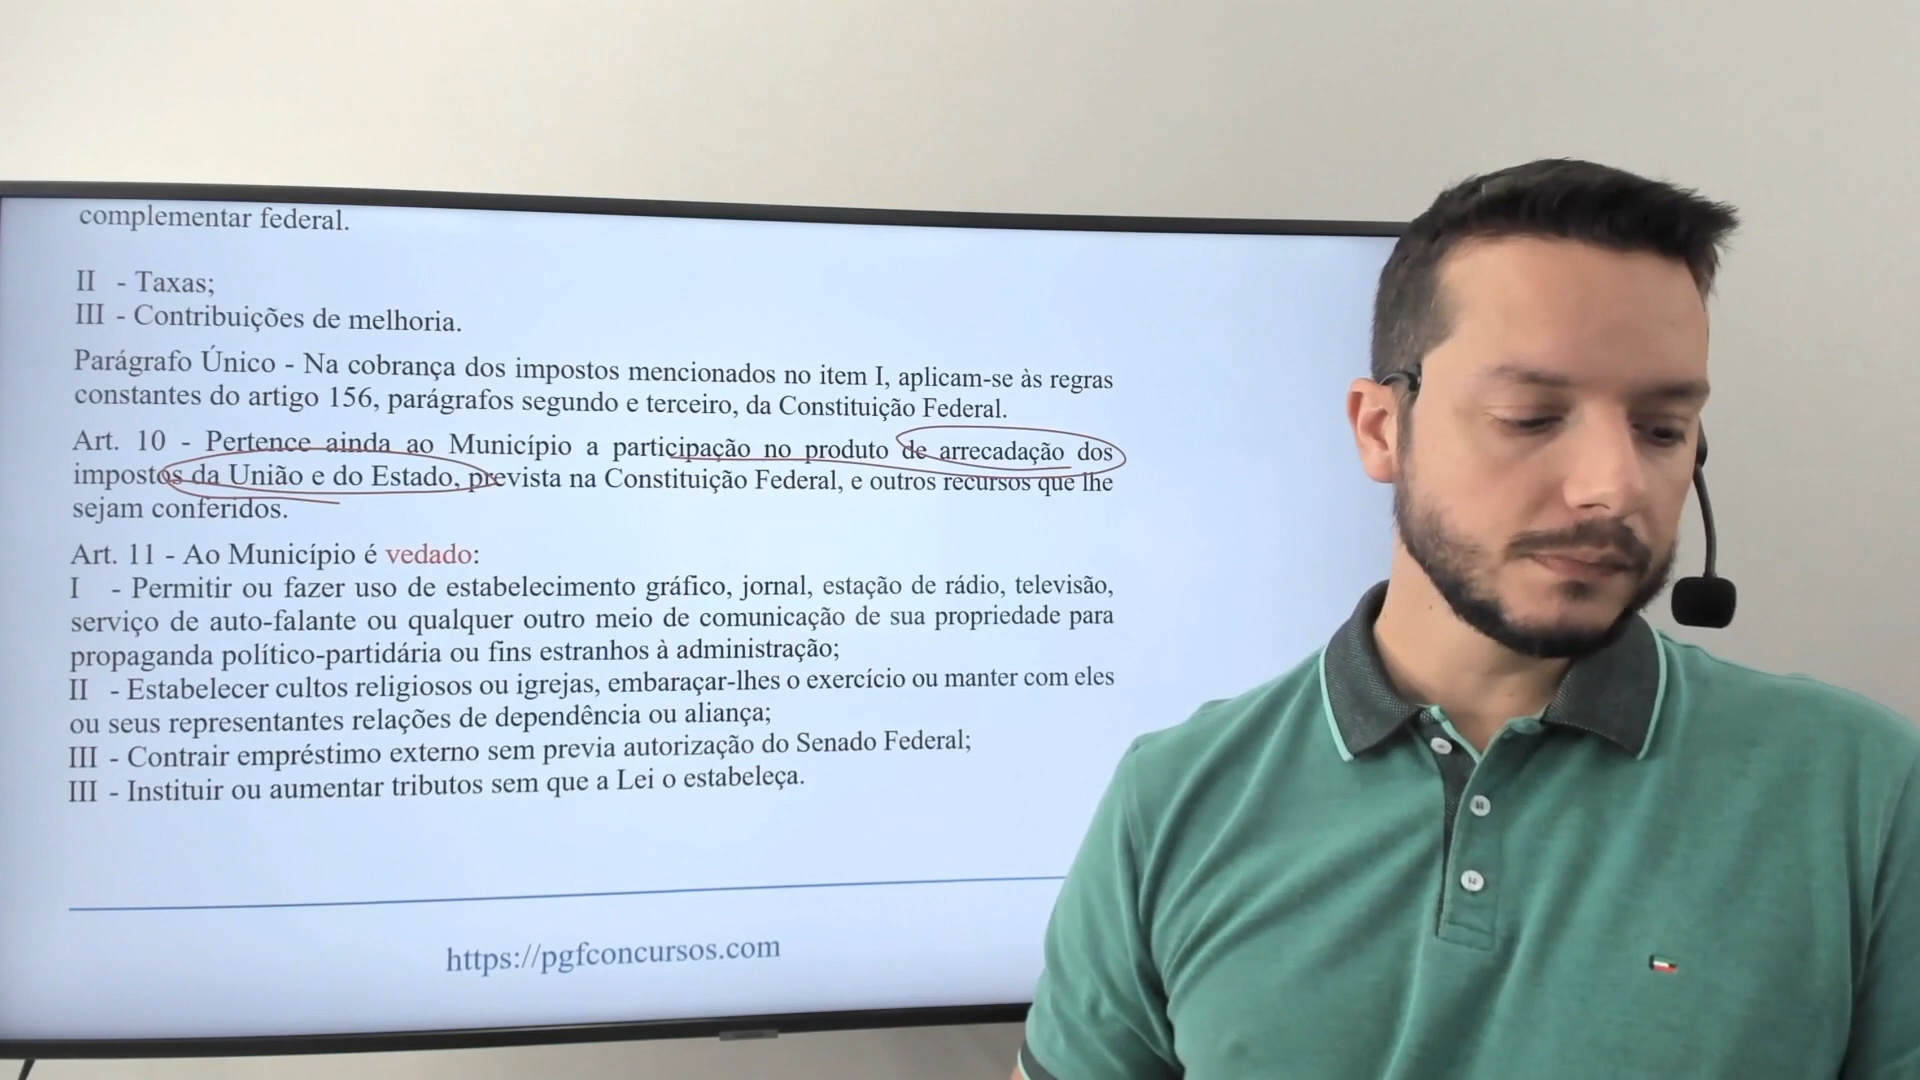 complementar federal.
II - Taxas;
III - Contribuições de melhoria.
Parágrafo Único - Na cobrança dos impostos mencionados no item I, aplicam-se às regras
constantes do artigo 156, parágrafos segundo e terceiro, da Constituição Federal.
Art. 10 - Pertence ainda ao Município a participação no produto de arrecadação dos
impostos da União e do Estado, prevista na Constituição Federal, e outros recursos que lhe
sejam conferidos.
Art. 11 - Ao Município é vedado:
I - Permitir ou fazer uso de estabelecimento gráfico, jornal, estação de rádio, televisão,
serviço de auto-falante ou qualquer outro meio de comunicação de sua propriedade para
propaganda político-partidária ou fins estranhos à administração;
II - Estabelecer cultos religiosos ou igrejas, embaraçar-lhes o exercício ou manter com eles
ou seus representantes relações de dependência ou aliança;
III - Contrair empréstimo externo sem previa autorização do Senado Federal;
III - Instituir ou aumentar tributos sem que a Lei o estabeleça.
https://pgfconcursos.com